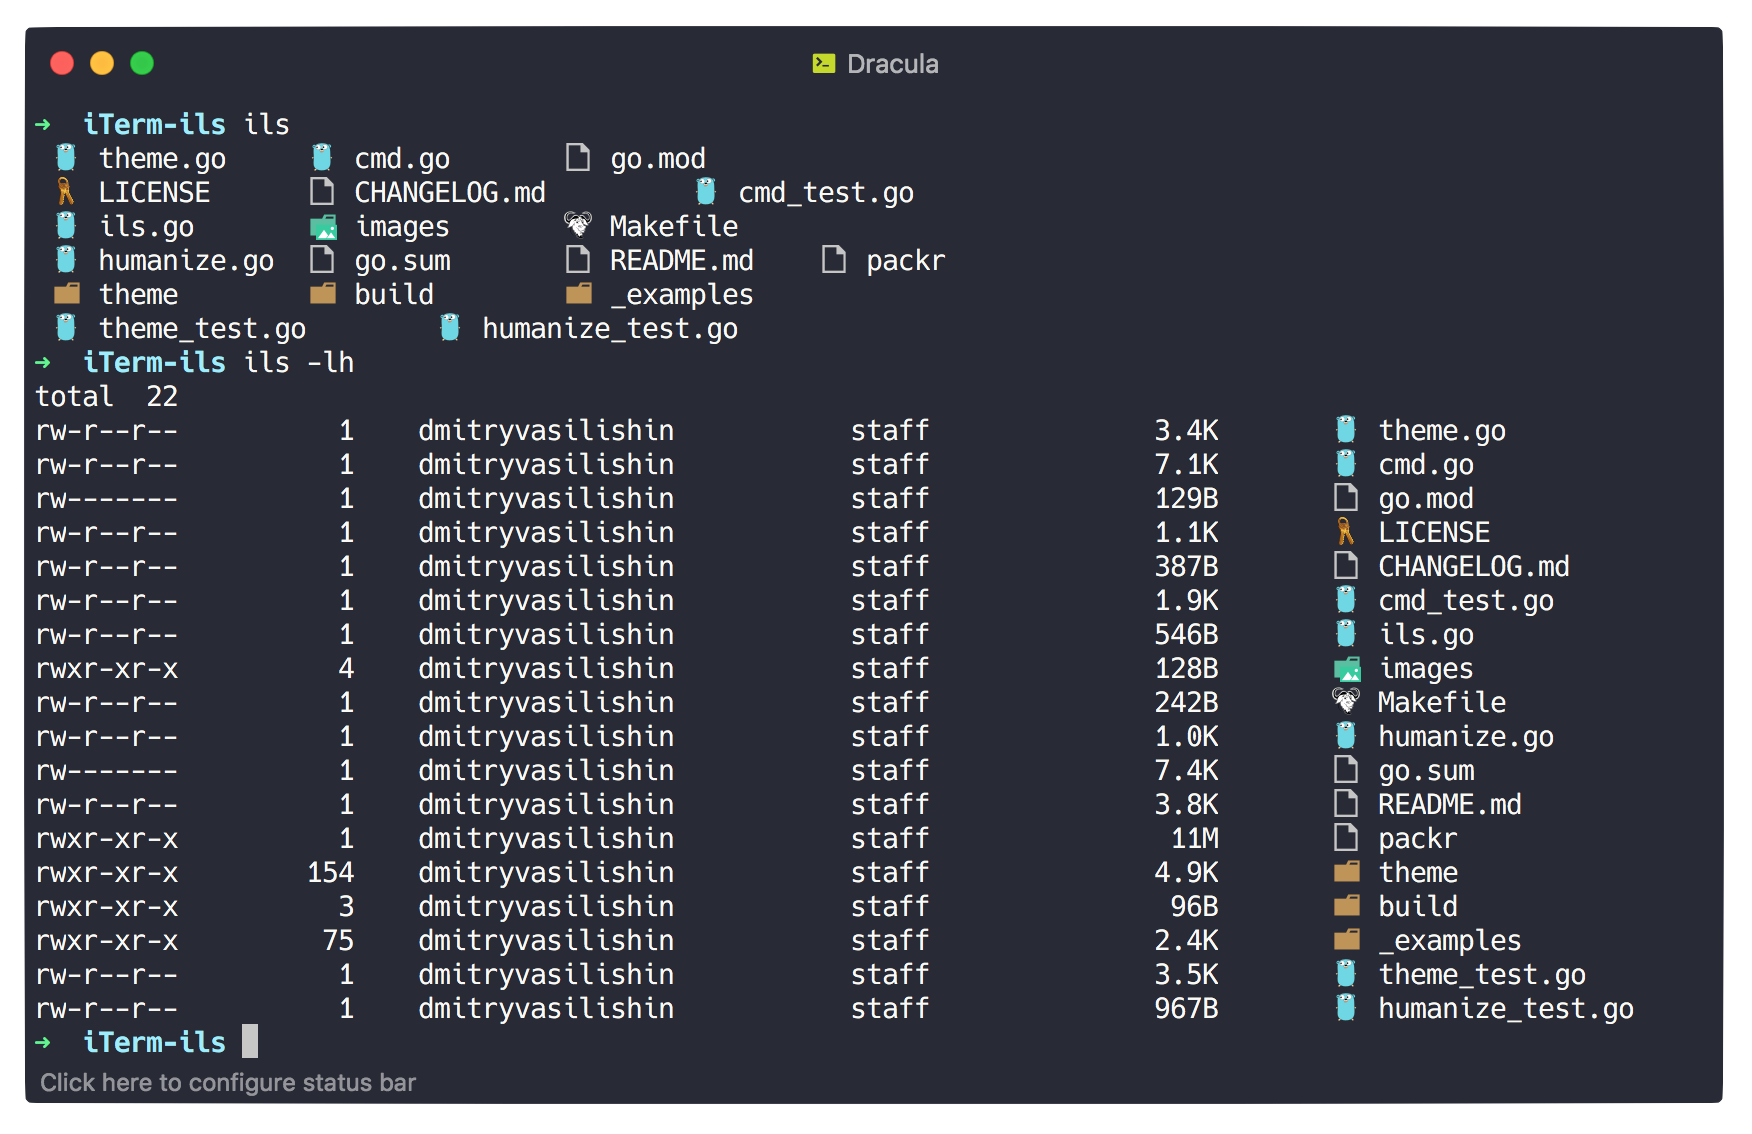 Dracula
➜ iTerm-ils ils
theme.go cmd.go go.mod
LICENSE CHANGELOG.md cmd_test.go
ils.go images Makefile
humanize.go go.sum README.md packr
theme build _examples
theme_test.go humanize_test.go
➜ iTerm-ils ils -lh
total 22
rw-r--r-- 1 dmitryvasilishin staff 3.4K theme.go
rw-r--r-- 1 dmitryvasilishin staff 7.1K cmd.go
rw------- 1 dmitryvasilishin staff 129B go.mod
rw-r--r-- 1 dmitryvasilishin staff 1.1K LICENSE
rw-r--r-- 1 dmitryvasilishin staff 387B CHANGELOG.md
rw-r--r-- 1 dmitryvasilishin staff 1.9K cmd_test.go
rw-r--r-- 1 dmitryvasilishin staff 546B ils.go
rwxr-xr-x 4 dmitryvasilishin staff 128B images
rw-r--r-- 1 dmitryvasilishin staff 242B Makefile
rw-r--r-- 1 dmitryvasilishin staff 1.0K humanize.go
rw------- 1 dmitryvasilishin staff 7.4K go.sum
rw-r--r-- 1 dmitryvasilishin staff 3.8K README.md
rwxr-xr-x 1 dmitryvasilishin staff 11M packr
rwxr-xr-x 154 dmitryvasilishin staff 4.9K theme
rwxr-xr-x 3 dmitryvasilishin staff 96B build
rwxr-xr-x 75 dmitryvasilishin staff 2.4K _examples
rw-r--r-- 1 dmitryvasilishin staff 3.5K theme_test.go
rw-r--r-- 1 dmitryvasilishin staff 967B humanize_test.go
➜ iTerm-ils
Click here to configure status bar